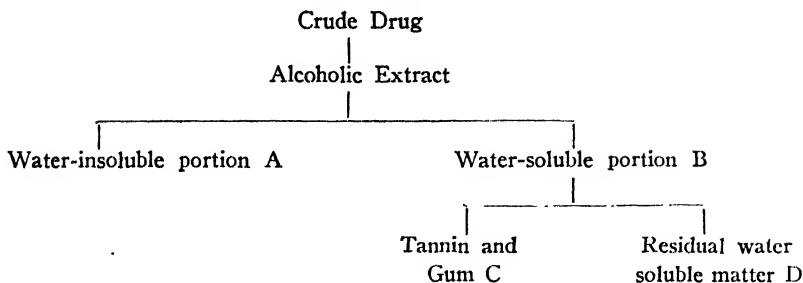 Crude Drug
Alcoholic Extract
Water-insoluble portion A
Water-soluble portion B
Tannin and
Gum C
Residual water
soluble matter D